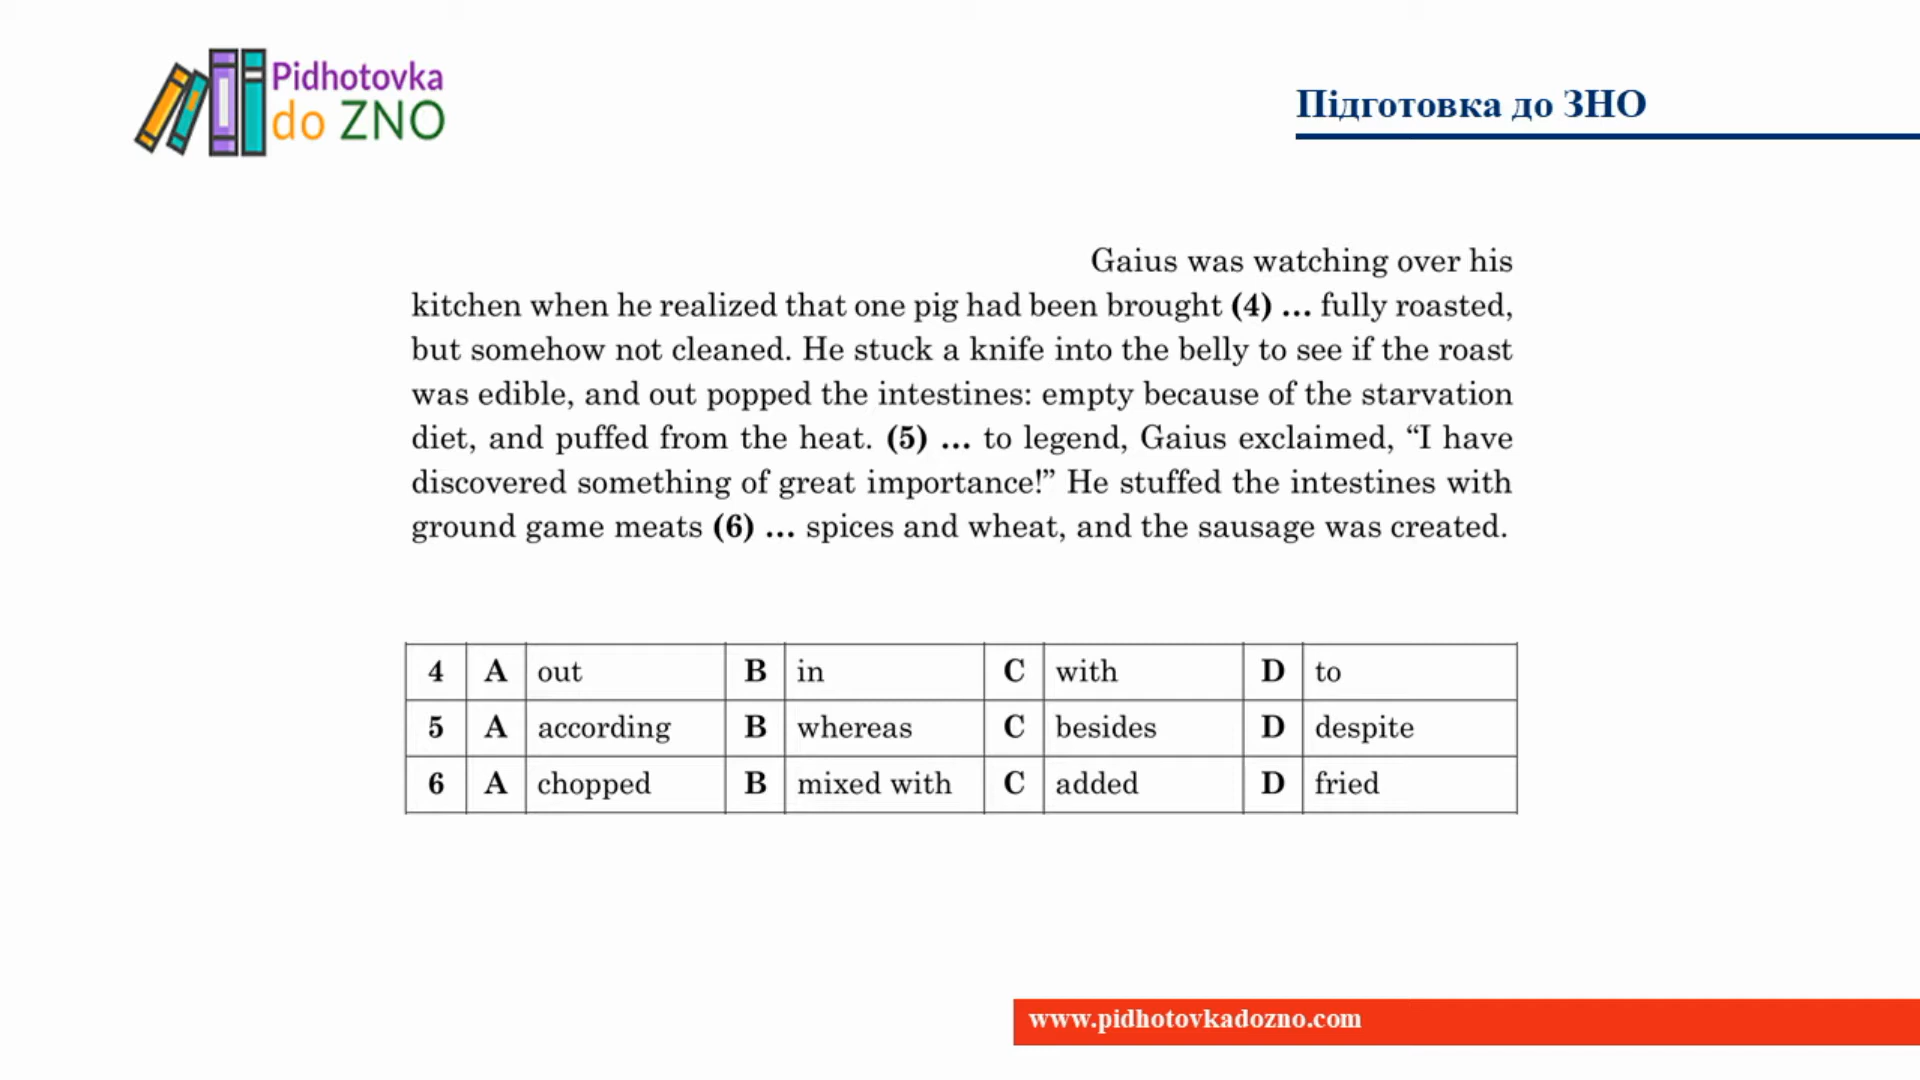 Pidhotovka
do ZNO
Підготовка до ЗНО
Gaius was watching over his
kitchen when he realized that one pig had been brought (4) ... fully roasted,
but somehow not cleaned. He stuck a knife into the belly to see if the roast
was edible, and out popped the intestines: empty because of the starvation
diet, and puffed from the heat. (5) ... to legend, Gaius exclaimed, “I have
discovered something of great importance!” He stuffed the intestines with
ground game meats (6) ... spices and wheat, and the sausage was created.
4 A out B in C with D to
5 A according B whereas C besides D despite
6 A chopped B mixed with C added D fried
www.pidhotovkadozno.com